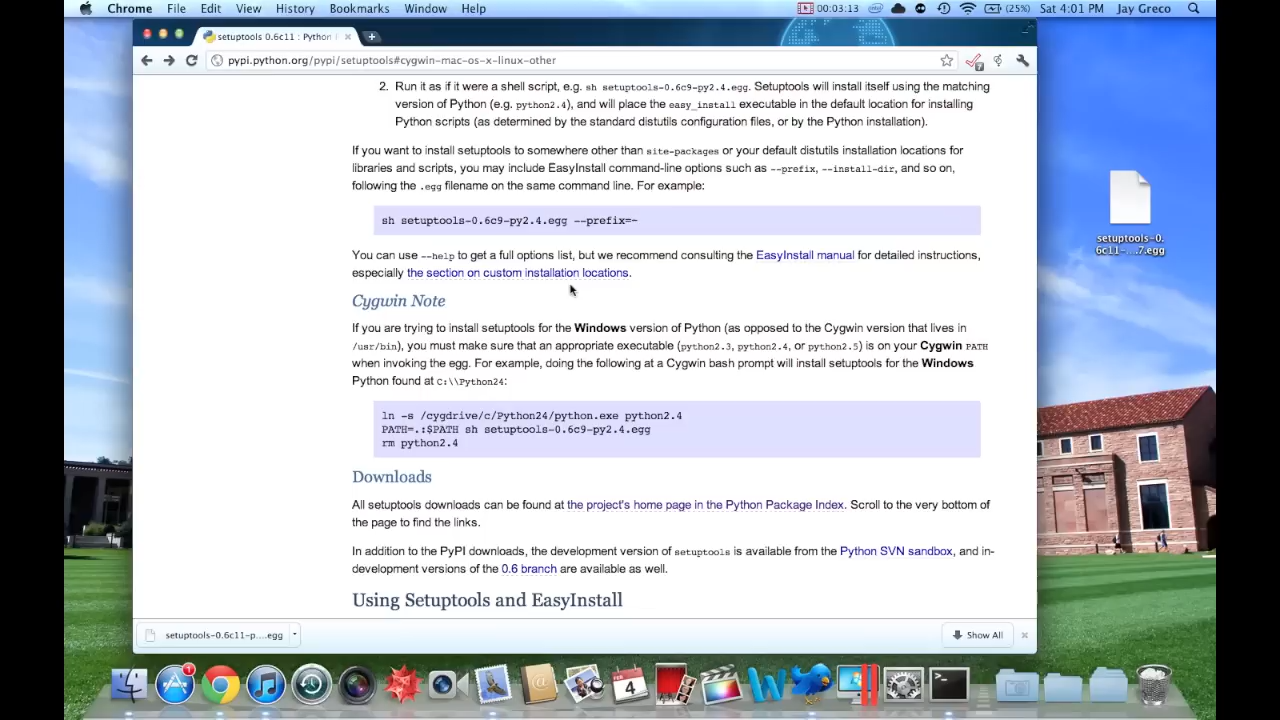 Chrome File Edit View History Bookmarks Window Help 00:03:13 (25%) Sat 4:01 PM Jay Greco
setuptools 0.6c11 : Python
pypi.python.org/pypi/setuptools#cygwin-mac-os-x-linux-other
2. Run it as if it were a shell script, e.g. sh setuptools-0.6c9-py2.4.egg. Setuptools will install itself using the matching
version of Python (e.g. python2.4), and will place the easy_install executable in the default location for installing
Python scripts (as determined by the standard distutils configuration files, or by the Python installation).
If you want to install setuptools to somewhere other than site-packages or your default distutils installation locations for
libraries and scripts, you may include EasyInstall command-line options such as --prefix, --install-dir, and so on,
following the .egg filename on the same command line. For example:
sh setuptools-0.6c9-py2.4.egg --prefix=~
You can use --help to get a full options list, but we recommend consulting the EasyInstall manual for detailed instructions,
especially the section on custom installation locations.
Cygwin Note
If you are trying to install setuptools for the Windows version of Python (as opposed to the Cygwin version that lives in
/usr/bin), you must make sure that an appropriate executable (python2.3, python2.4, or python2.5) is on your Cygwin PATH
when invoking the egg. For example, doing the following at a Cygwin bash prompt will install setuptools for the Windows
Python found at C:\\Python24:
ln -s /cygdrive/c/Python24/python.exe python2.4
PATH=.:$PATH sh setuptools-0.6c9-py2.4.egg
rm python2.4
Downloads
All setuptools downloads can be found at the project's home page in the Python Package Index. Scroll to the very bottom of
the page to find the links.
In addition to the PyPI downloads, the development version of setuptools is available from the Python SVN sandbox, and in-
development versions of the 0.6 branch are available as well.
Using Setuptools and EasyInstall
setuptools-0.6c11-p....egg
Show All
setuptools-0.
6c11-...7.egg
1
4